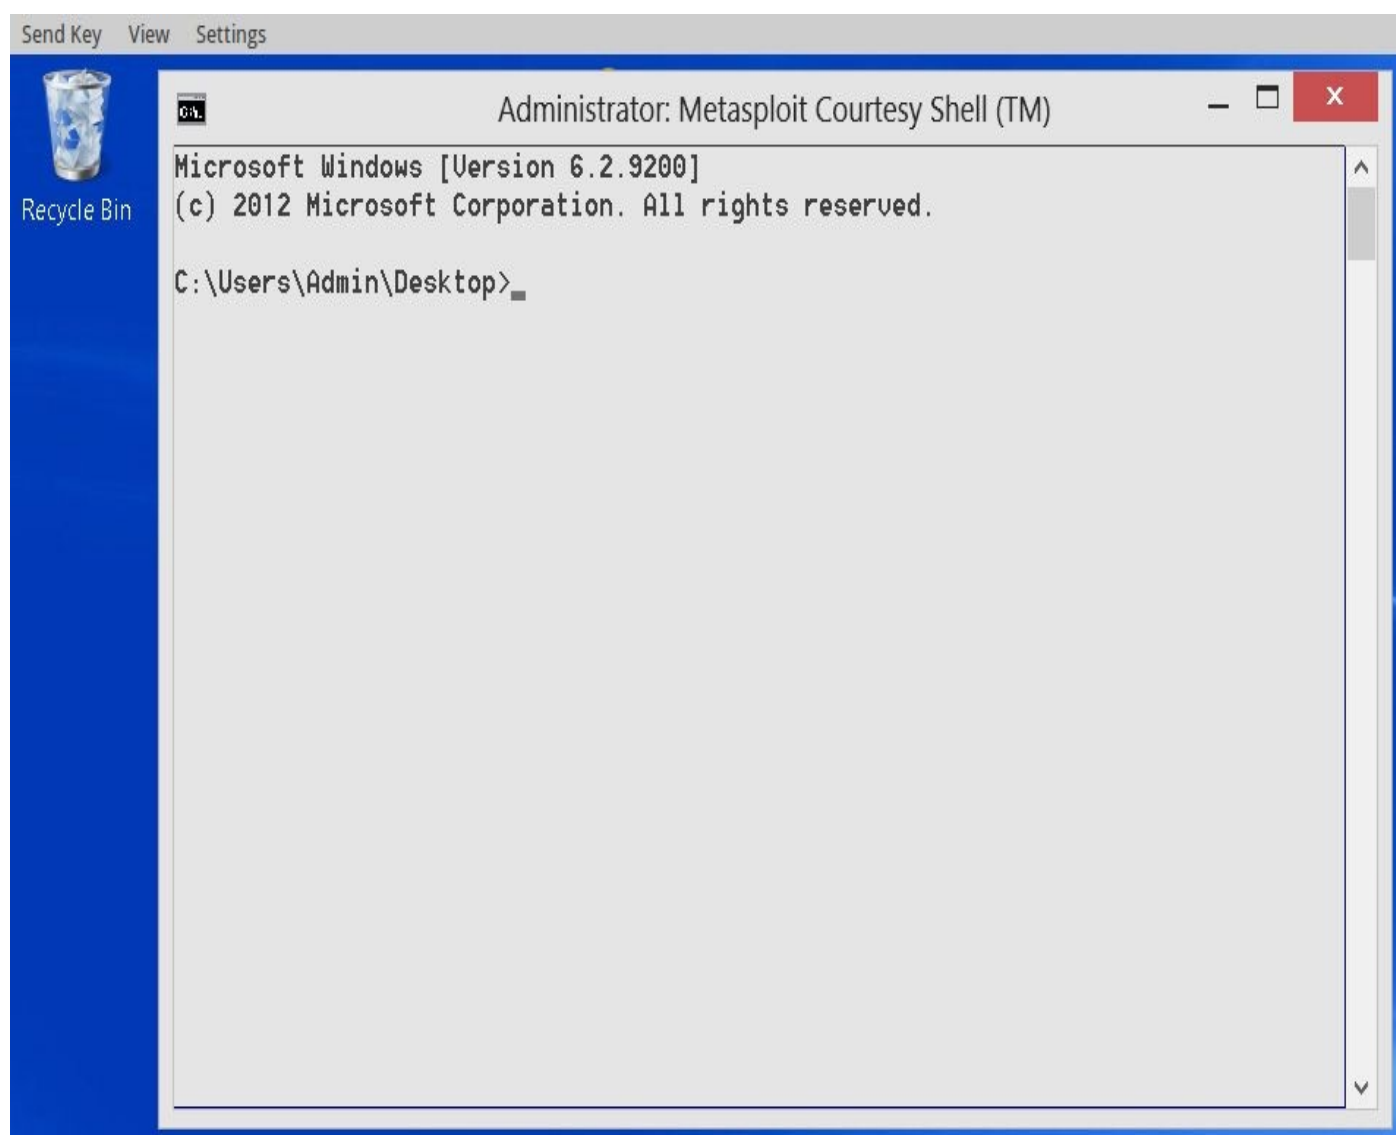 Send Key View Settings
Recycle Bin
Administrator: Metasploit Courtesy Shell (TM)
Microsoft Windows [Version 6.2.9200]
(c) 2012 Microsoft Corporation. All rights reserved.
C:\Users\Admin\Desktop>_